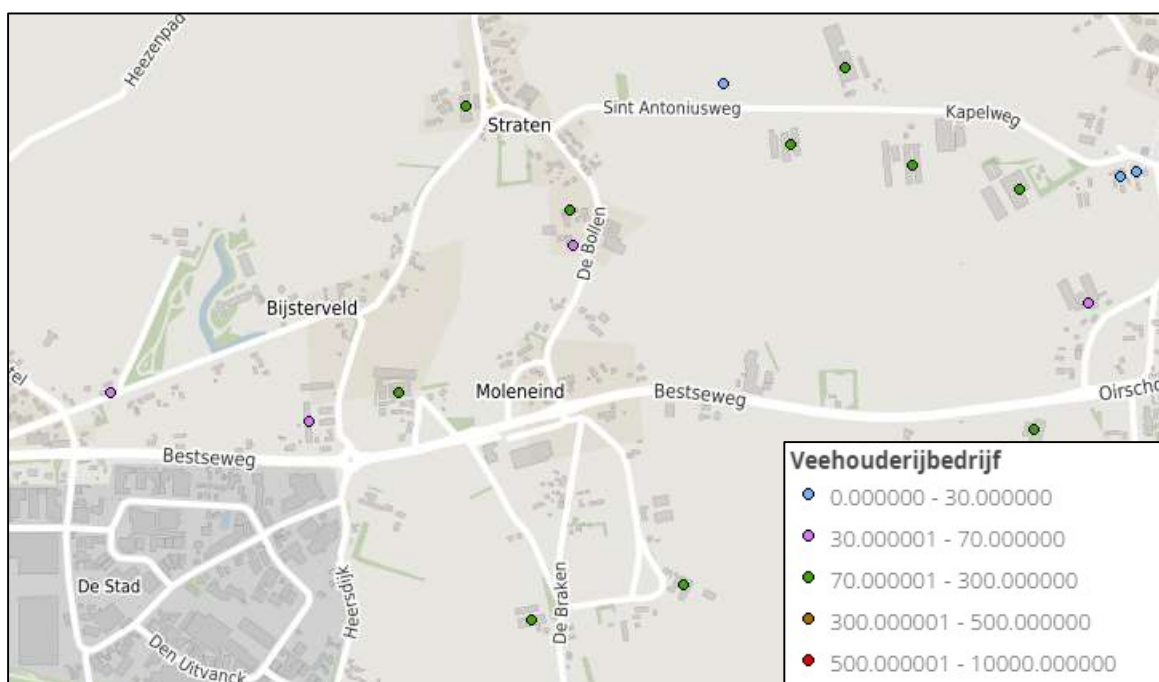 Heezenpad
Straten
Sint Antoniusweg
Kapelweg
De Bollen
Bijsterveld
Moleneind
Bestseweg
Oirscho
tel
Bestseweg
De Stad
Den Uitvanck
Heersdijk
De Braken
Veehouderijbedrijf
0.000000 - 30.000000
30.000001 - 70.000000
70.000001 - 300.000000
300.000001 - 500.000000
500.000001 - 10000.000000